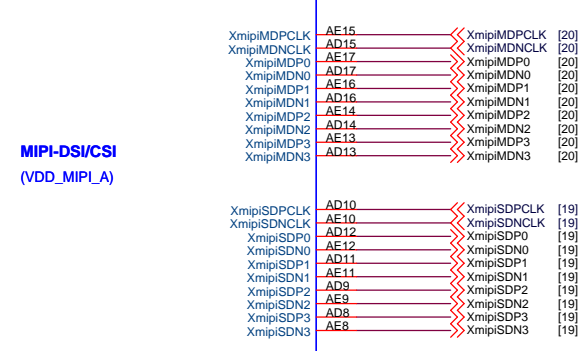 XmipiMDPCLK AE15 XmipiMDPCLK [20]
XmipiMDNCLK AD15 XmipiMDNCLK [20]
XmipiMDP0 AE17 XmipiMDP0 [20]
XmipiMDN0 AD17 XmipiMDN0 [20]
XmipiMDP1 AE16 XmipiMDP1 [20]
XmipiMDN1 AD16 XmipiMDN1 [20]
XmipiMDP2 AE14 XmipiMDP2 [20]
XmipiMDN2 AD14 XmipiMDN2 [20]
XmipiMDP3 AE13 XmipiMDP3 [20]
XmipiMDN3 AD13 XmipiMDN3 [20]
MIPI-DSI/CSI
(VDD_MIPI_A)
XmipiSDPCLK AD10 XmipiSDPCLK [19]
XmipiSDNCLK AE10 XmipiSDNCLK [19]
XmipiSDP0 AD12 XmipiSDP0 [19]
XmipiSDN0 AE12 XmipiSDN0 [19]
XmipiSDP1 AD11 XmipiSDP1 [19]
XmipiSDN1 AE11 XmipiSDN1 [19]
XmipiSDP2 AD9 XmipiSDP2 [19]
XmipiSDN2 AE9 XmipiSDN2 [19]
XmipiSDP3 AD8 XmipiSDP3 [19]
XmipiSDN3 AE8 XmipiSDN3 [19]